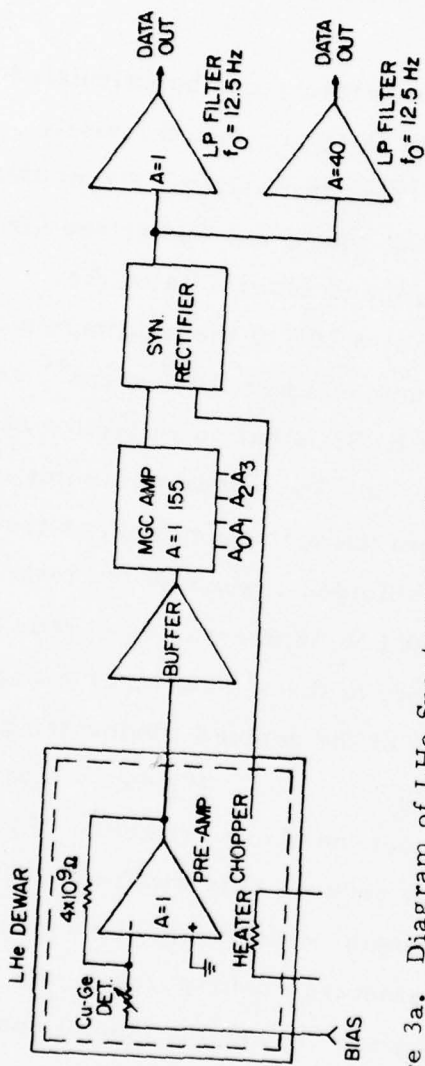 LHe DEWAR
4x10⁹Ω
Cu-Ge
DET.
-
+
A=1
PRE-AMP
HEATER
CHOPPER
BIAS
BUFFER
MGC AMP
A=1 155
A₀A₁ A₂A₃
SYN.
RECTIFIER
A=1
DATA
OUT
LP FILTER
f₀ = 12.5 Hz
A=40
DATA
OUT
LP FILTER
f₀ = 12.5 Hz
e 3a. Diagram of LHe